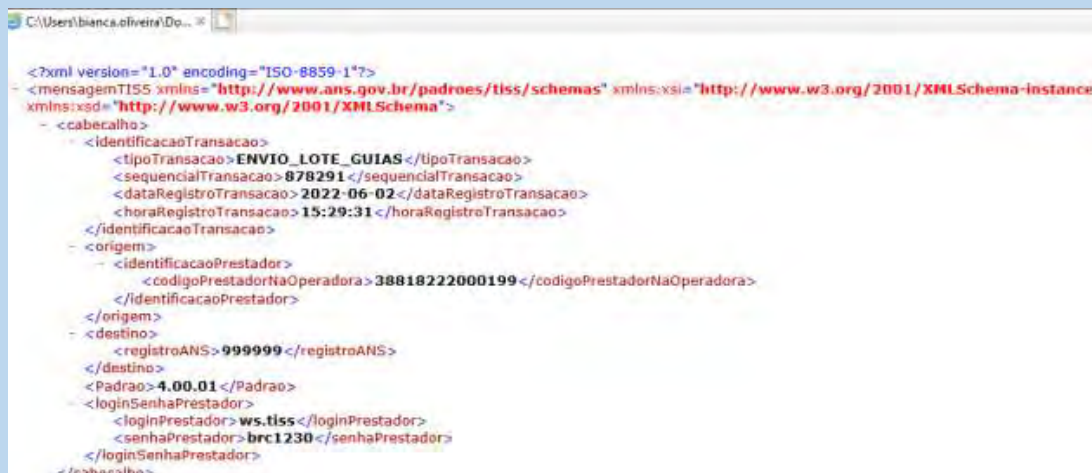 C:\Users\bianca.oliveira\Do...
<?xml version="1.0" encoding="ISO-8859-1"?>
- <mensagemTISS xmlns="http://www.ans.gov.br/padroes/tiss/schemas" xmlns:xsi="http://www.w3.org/2001/XMLSchema-instance
xmlns:xsd="http://www.w3.org/2001/XMLSchema">
- <cabecalho>
- <identificacaoTransacao>
<tipoTransacao>ENVIO_LOTE_GUIAS</tipoTransacao>
<sequencialTransacao>878291</sequencialTransacao>
<dataRegistroTransacao>2022-06-02</dataRegistroTransacao>
<horaRegistroTransacao>15:29:31</horaRegistroTransacao>
</identificacaoTransacao>
- <origem>
- <identificacaoPrestador>
<codigoPrestadorNaOperadora>38818222000199</codigoPrestadorNaOperadora>
</identificacaoPrestador>
</origem>
- <destino>
<registroANS>999999</registroANS>
</destino>
<Padrao>4.00.01</Padrao>
- <loginSenhaPrestador>
<loginPrestador>ws.tiss</loginPrestador>
<senhaPrestador>brc1230</senhaPrestador>
</loginSenhaPrestador>
</cabecalho>